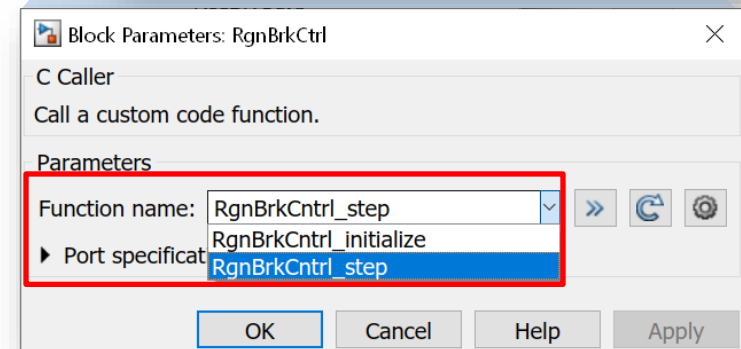 Block Parameters: RgnBrkCtrl
C Caller
Call a custom code function.
Parameters
Function name: RgnBrkCntrl_step
RgnBrkCntrl_initialize
Port specificat
RgnBrkCntrl_step
OK Cancel Help Apply